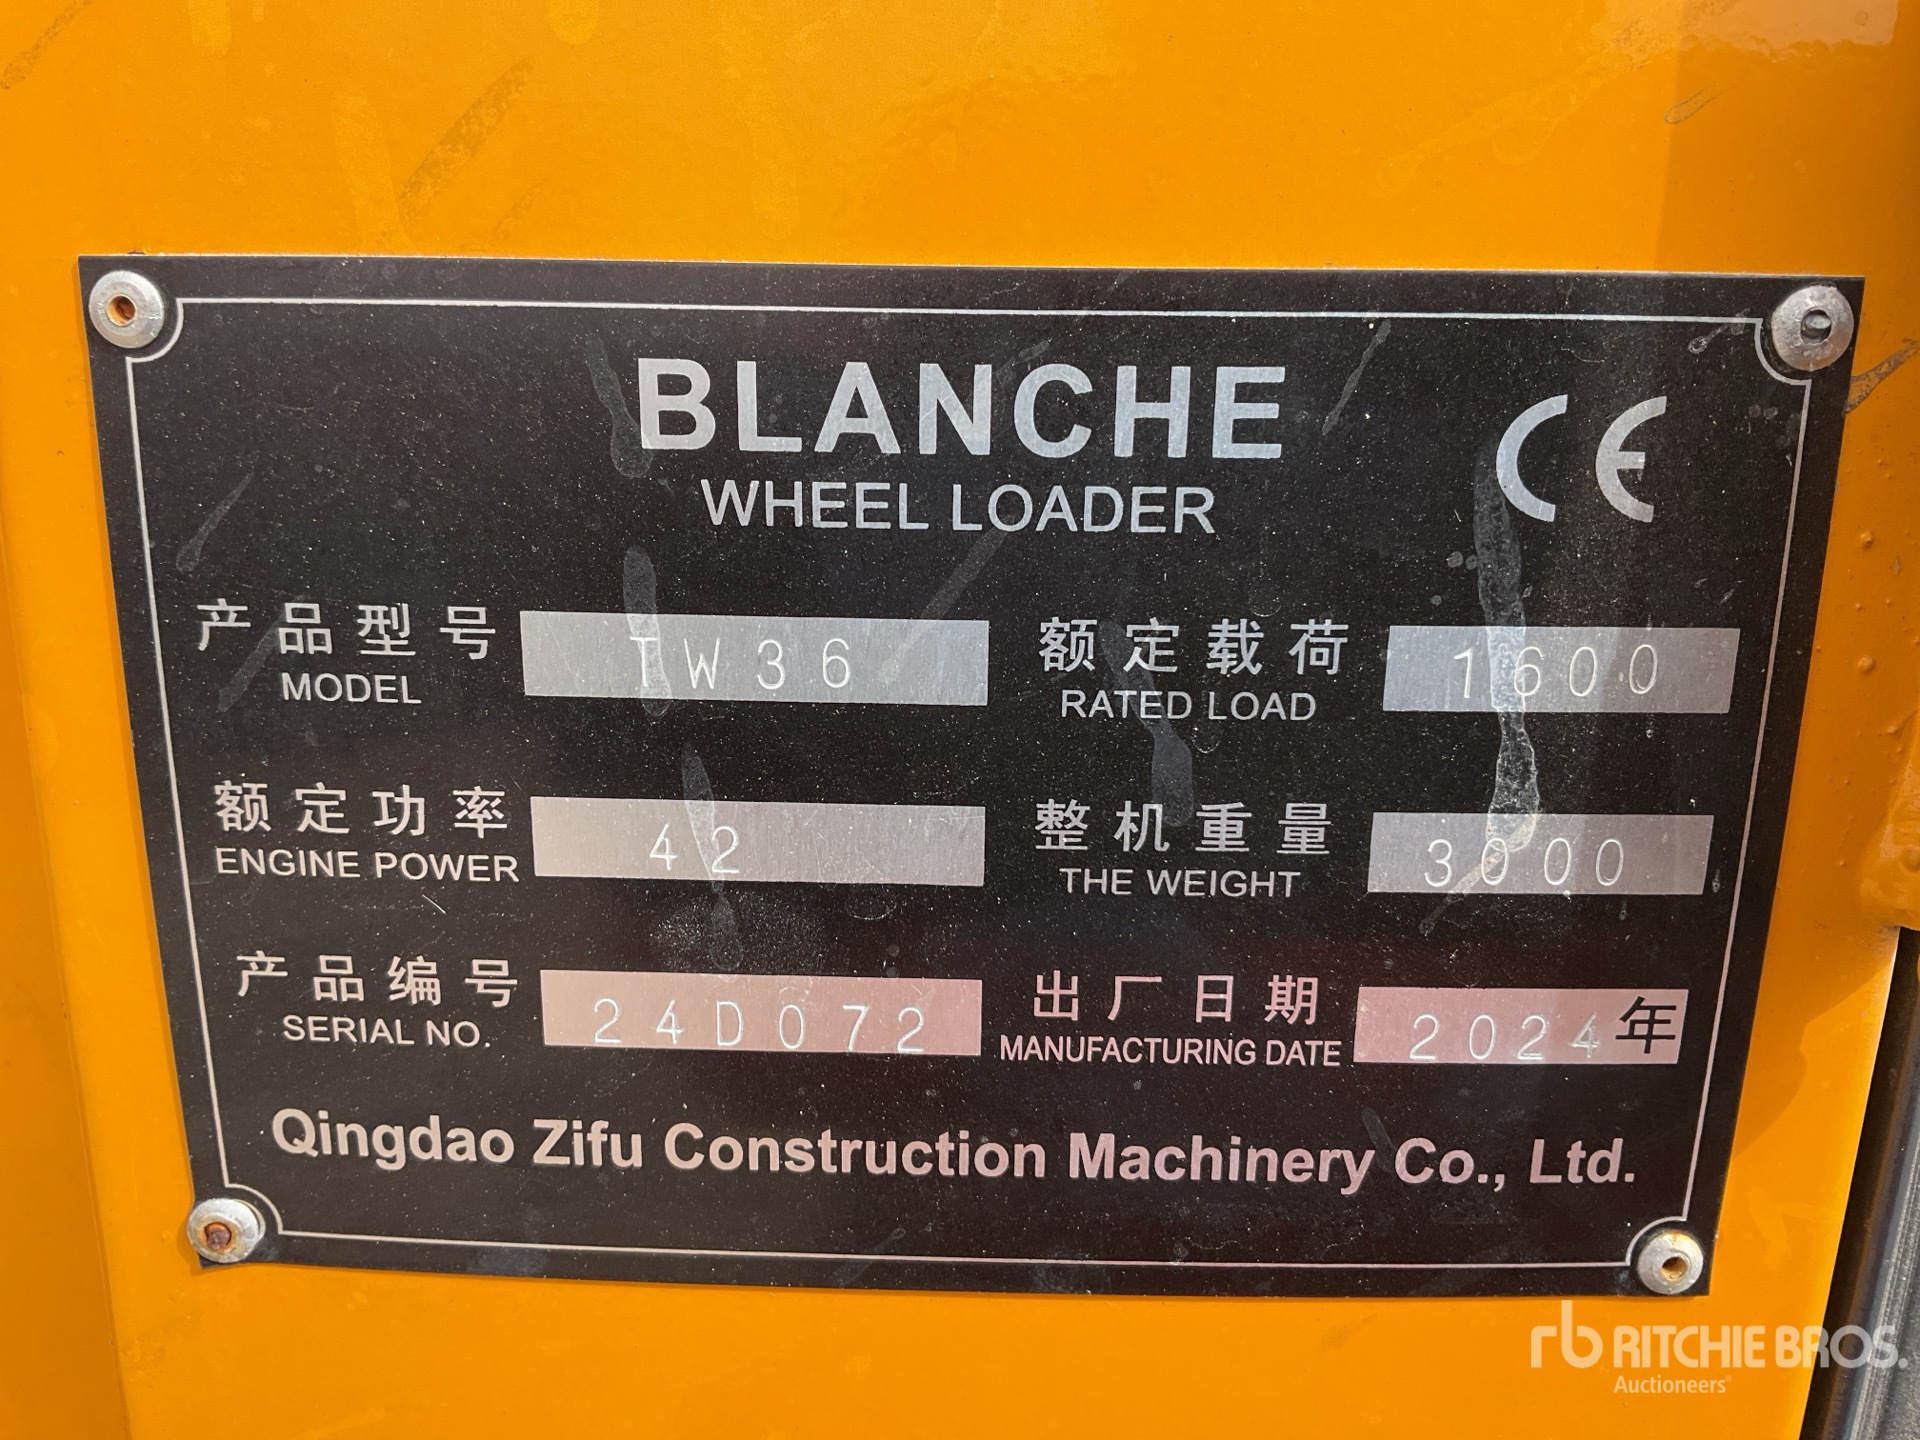 BLANCHE
CE
WHEEL LOADER
产品型号 TW36 额定载荷 1600
MODEL RATED LOAD
额定功率 42 整机重量 3000
ENGINE POWER THE WEIGHT
产品编号 24D072 出厂日期 2024年
SERIAL NO. MANUFACTURING DATE
Qingdao Zifu Construction Machinery Co., Ltd.
rb RITCHIE BROS.
Auctioneers